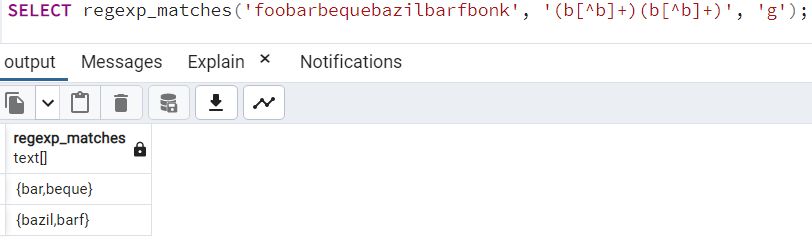 SELECT regexp_matches('foobarbequebazilbarfbonk', '(b[^b]+)(b[^b]+)', 'g');
output Messages Explain × Notifications
regexp_matches
text[]
{bar,beque}
{bazil,barf}